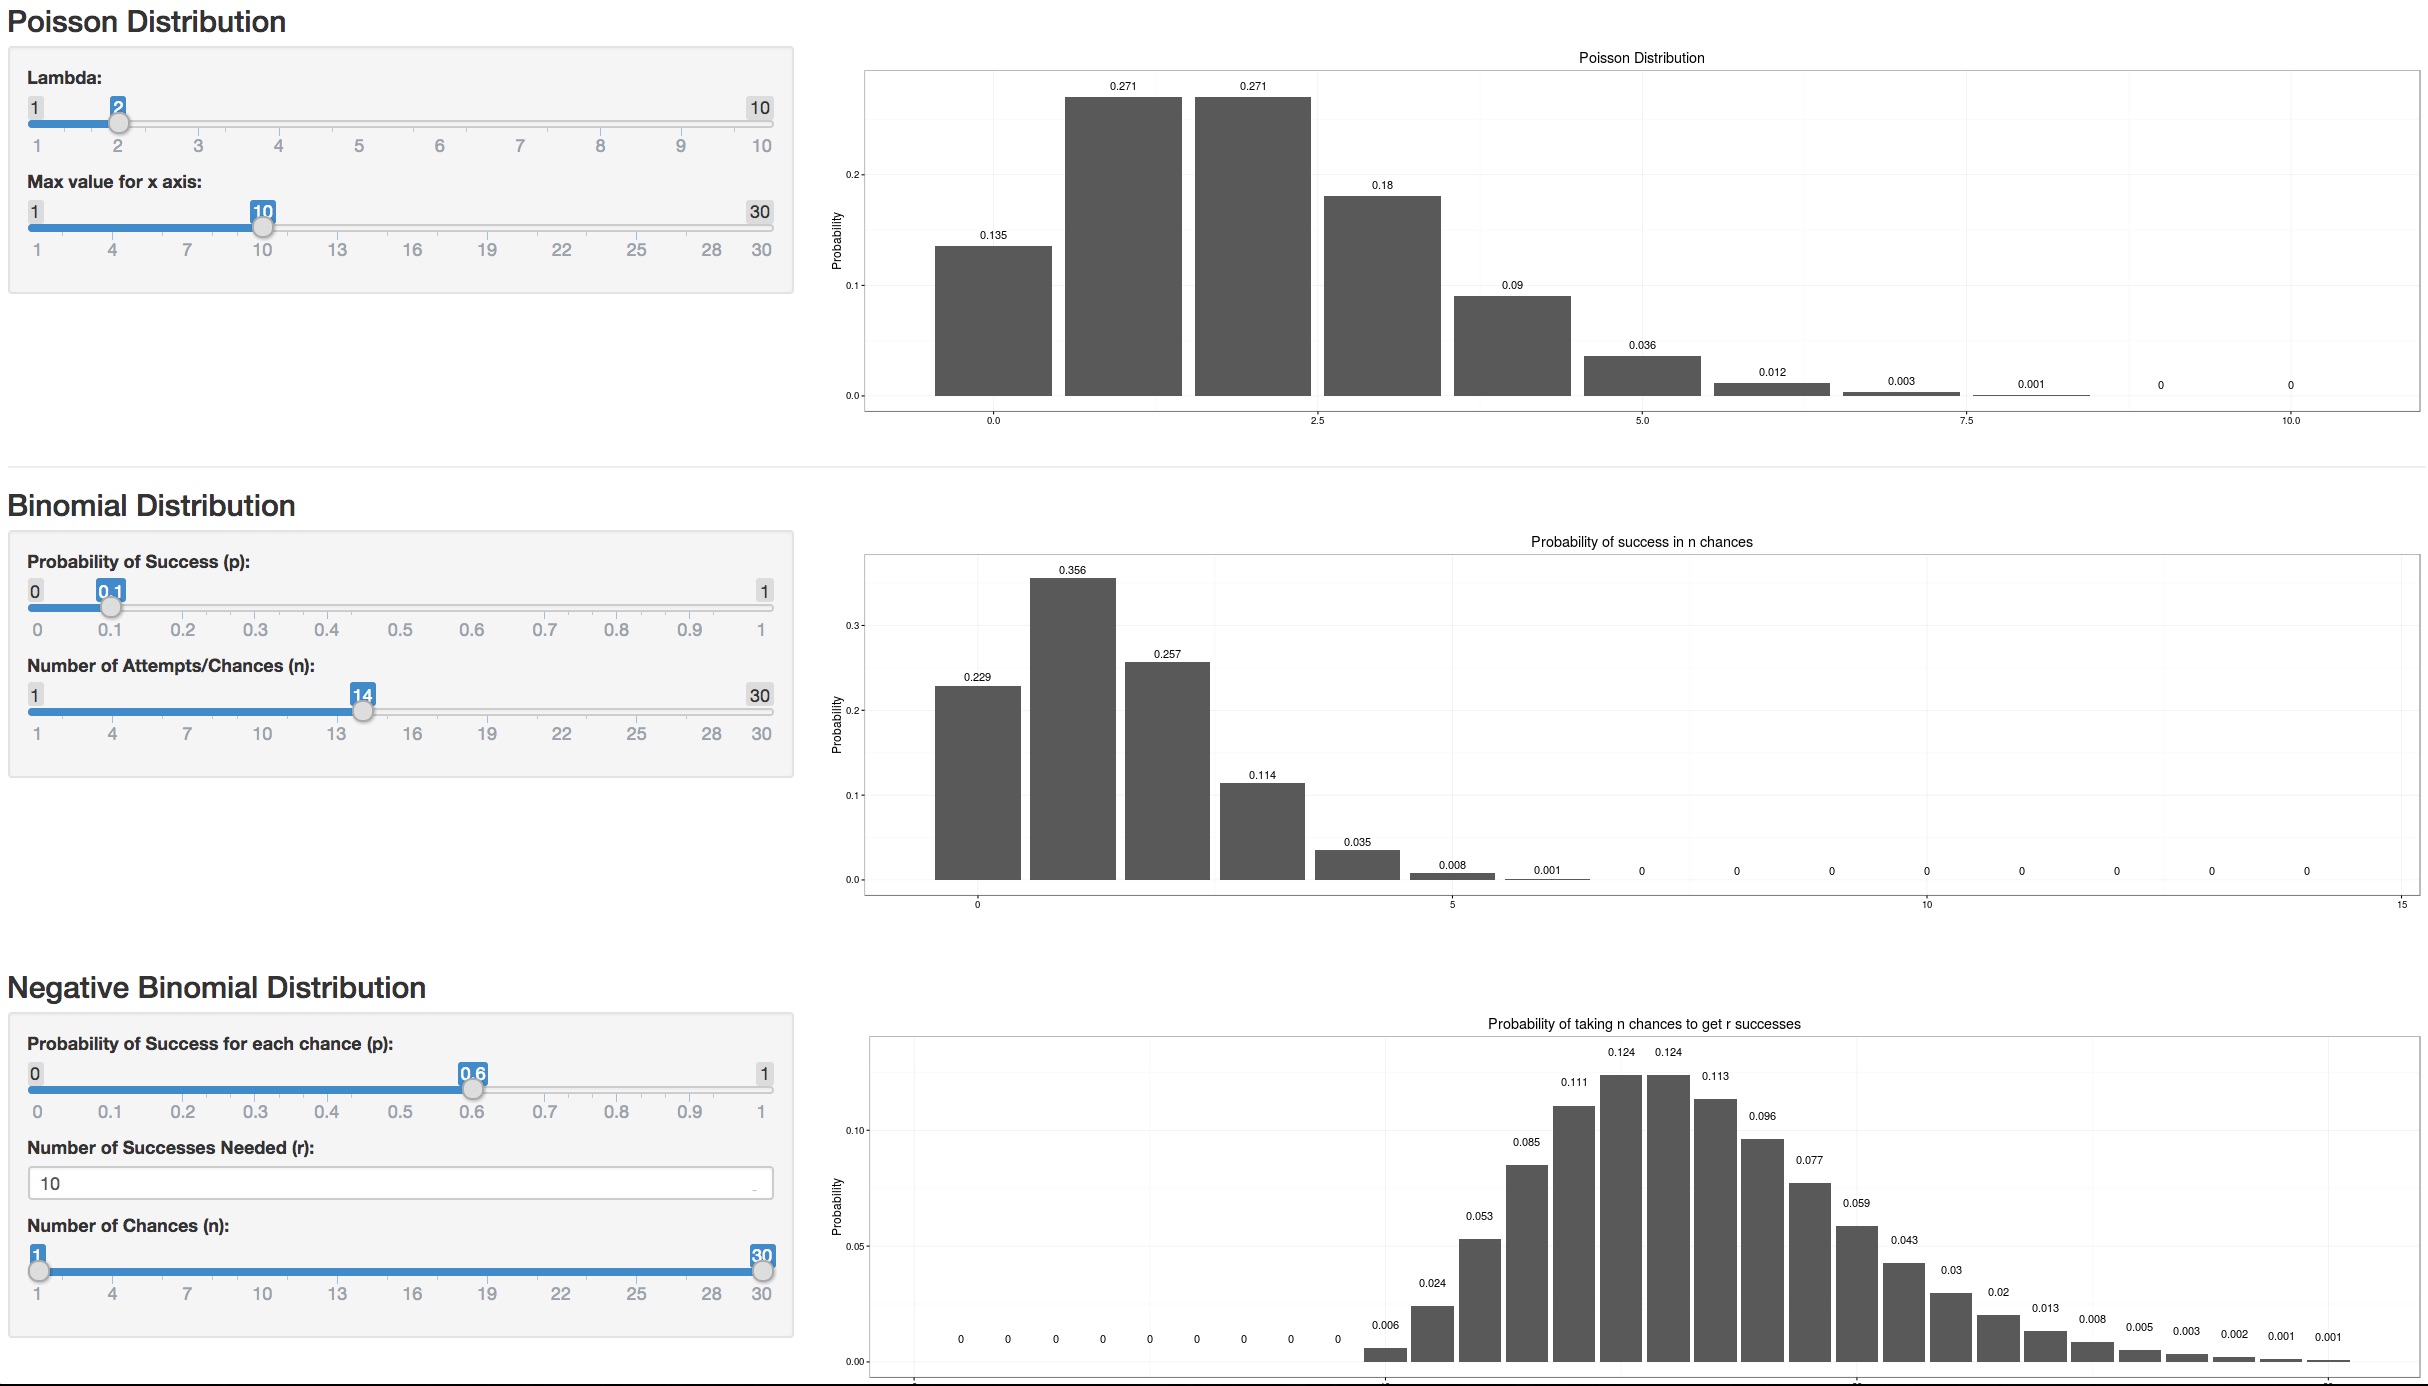 Poisson Distribution
Lambda:
1 2 10
1 2 3 4 5 6 7 8 9 10
Max value for x axis:
1 10 30
1 4 7 10 13 16 19 22 25 28 30
Poisson Distribution
Probability
0.2
0.1
0.0
0.135 0.271 0.271 0.18 0.09 0.036 0.012 0.003 0.001 0 0
0.0 2.5 5.0 7.5 10.0
Binomial Distribution
Probability of Success (p):
0 0.1 1
0 0.1 0.2 0.3 0.4 0.5 0.6 0.7 0.8 0.9 1
Number of Attempts/Chances (n):
1 14 30
1 4 7 10 13 16 19 22 25 28 30
Probability of success in n chances
Probability
0.3
0.2
0.1
0.0
0.229 0.356 0.257 0.114 0.035 0.008 0.001 0 0 0 0 0 0 0 0
0 5 10 15
Negative Binomial Distribution
Probability of Success for each chance (p):
0 0.6 1
0 0.1 0.2 0.3 0.4 0.5 0.6 0.7 0.8 0.9 1
Number of Successes Needed (r):
10
Number of Chances (n):
1 30
1 4 7 10 13 16 19 22 25 28 30
Probability of taking n chances to get r successes
Probability
0.10
0.05
0.00
0 0 0 0 0 0 0 0 0 0.006 0.024 0.053 0.085 0.111 0.124 0.124 0.113 0.096 0.077 0.059 0.043 0.03 0.02 0.013 0.008 0.005 0.003 0.002 0.001 0.001